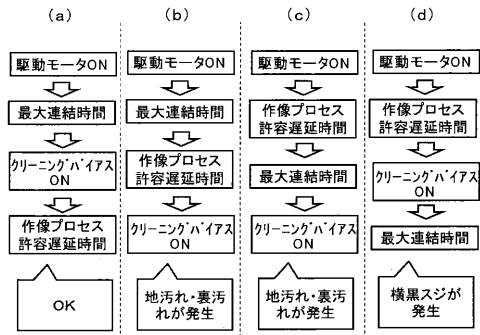 (a)
駆動モータON
最大連結時間
クリーニングバイアス
ON
作像プロセス
許容遅延時間
OK
(b)
駆動モータON
最大連結時間
作像プロセス
許容遅延時間
クリーニングバイアス
ON
地汚れ・裏汚
れが発生
(c)
駆動モータON
作像プロセス
許容遅延時間
最大連結時間
クリーニングバイアス
ON
地汚れ・裏汚
れが発生
(d)
駆動モータON
作像プロセス
許容遅延時間
クリーニングバイアス
ON
最大連結時間
横黒スジが
発生